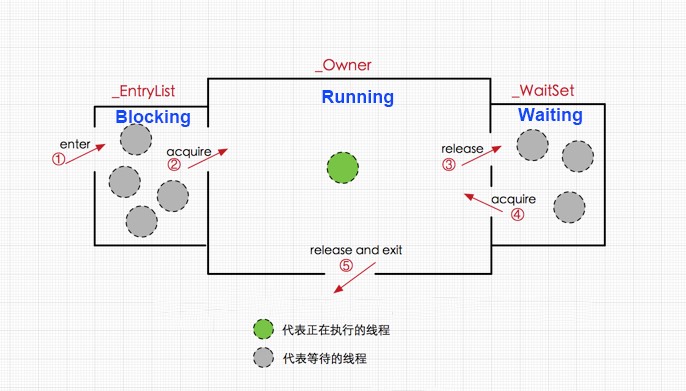 _Owner
_EntryList
_WaitSet
Running
Blocking
Waiting
enter
①
acquire
②
release
③
acquire
④
release and exit
⑤
代表正在执行的线程
代表等待的线程